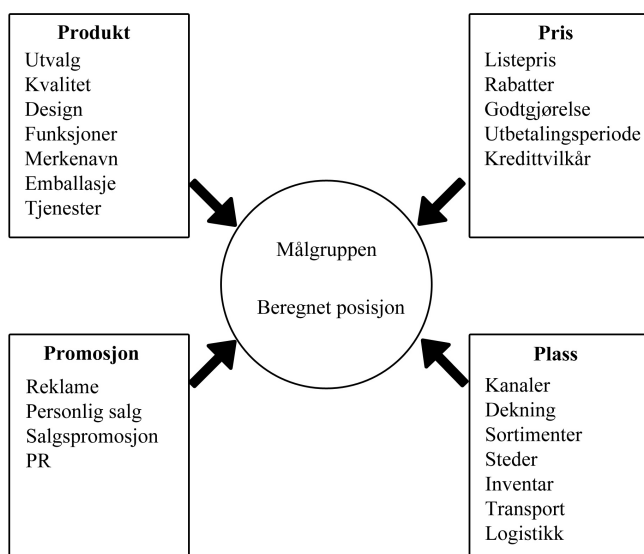 Produkt
Utvalg
Kvalitet
Design
Funksjoner
Merkenavn
Emballasje
Tjenester
Pris
Listepris
Rabatter
Godtgjørelse
Utbetalingsperiode
Kredittvilkår
Målgruppen
Beregnet posisjon
Promosjon
Reklame
Personlig salg
Salgspromosjon
PR
Plass
Kanaler
Dekning
Sortimenter
Steder
Inventar
Transport
Logistikk